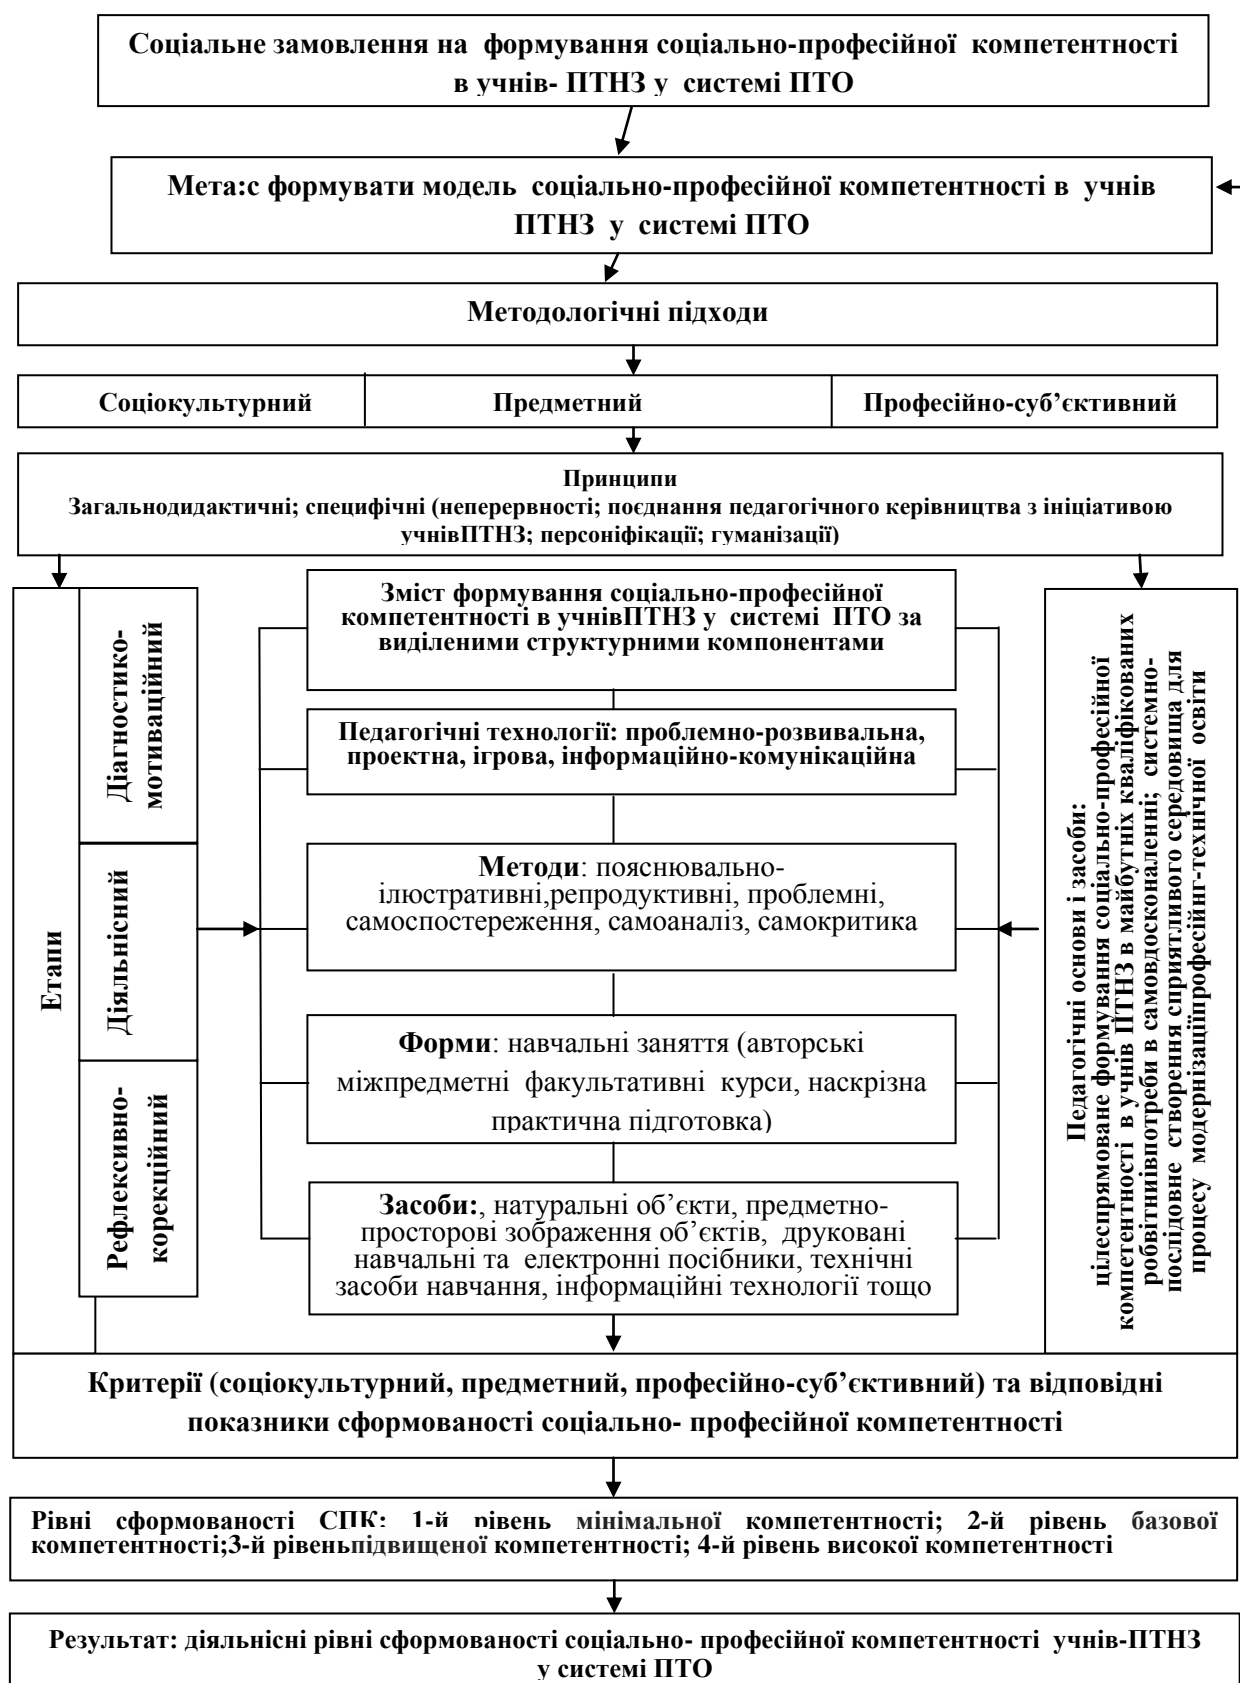 Соціальне замовлення на формування соціально-професійної компетентності
в учнів- ПТНЗ у системі ПТО
Мета:с формувати модель соціально-професійної компетентності в учнів
ПТНЗ у системі ПТО
Методологічні підходи
Соціокультурний
Предметний
Професійно-суб’єктивний
Принципи
Загальнодидактичні; специфічні (неперервності; поєднання педагогічного керівництва з ініціативою
учнівПТНЗ; персоніфікації; гуманізації)
Етапи
Діагностико-
мотиваційний
Діяльнісний
Рефлексивно-
корекційний
Зміст формування соціально-професійної
компетентності в учнівПТНЗ у системі ПТО за
виділеними структурними компонентами
Педагогічні технології: проблемно-розвивальна,
проектна, ігрова, інформаційно-комунікаційна
Методи: пояснювально-
ілюстративні,репродуктивні, проблемні,
самоспостереження, самоаналіз, самокритика
Форми: навчальні заняття (авторські
міжпредметні факультативні курси, наскрізна
практична підготовка)
Засоби:, натуральні об’єкти, предметно-
просторові зображення об’єктів, друковані
навчальні та електронні посібники, технічні
засоби навчання, інформаційні технології тощо
Педагогічні основи і засоби:
цілеспрямоване формування соціально-професійної
компетентності в учнів ПТНЗ в майбутніх кваліфікованих
робвітниівпотреби в самовдосконаленні; системно-
послідовне створення сприятливого середовища для
процесу модернізаціїпрофесійнг-технічної освіти
Критерії (соціокультурний, предметний, професійно-суб’єктивний) та відповідні
показники сформованості соціально- професійної компетентності
Рівні сформованості СПК: 1-й рівень мінімальної компетентності; 2-й рівень базової
компетентності;3-й рівеньпідвищеної компетентності; 4-й рівень високої компетентності
Результат: діяльнісні рівні сформованості соціально- професійної компетентності учнів-ПТНЗ
у системі ПТО